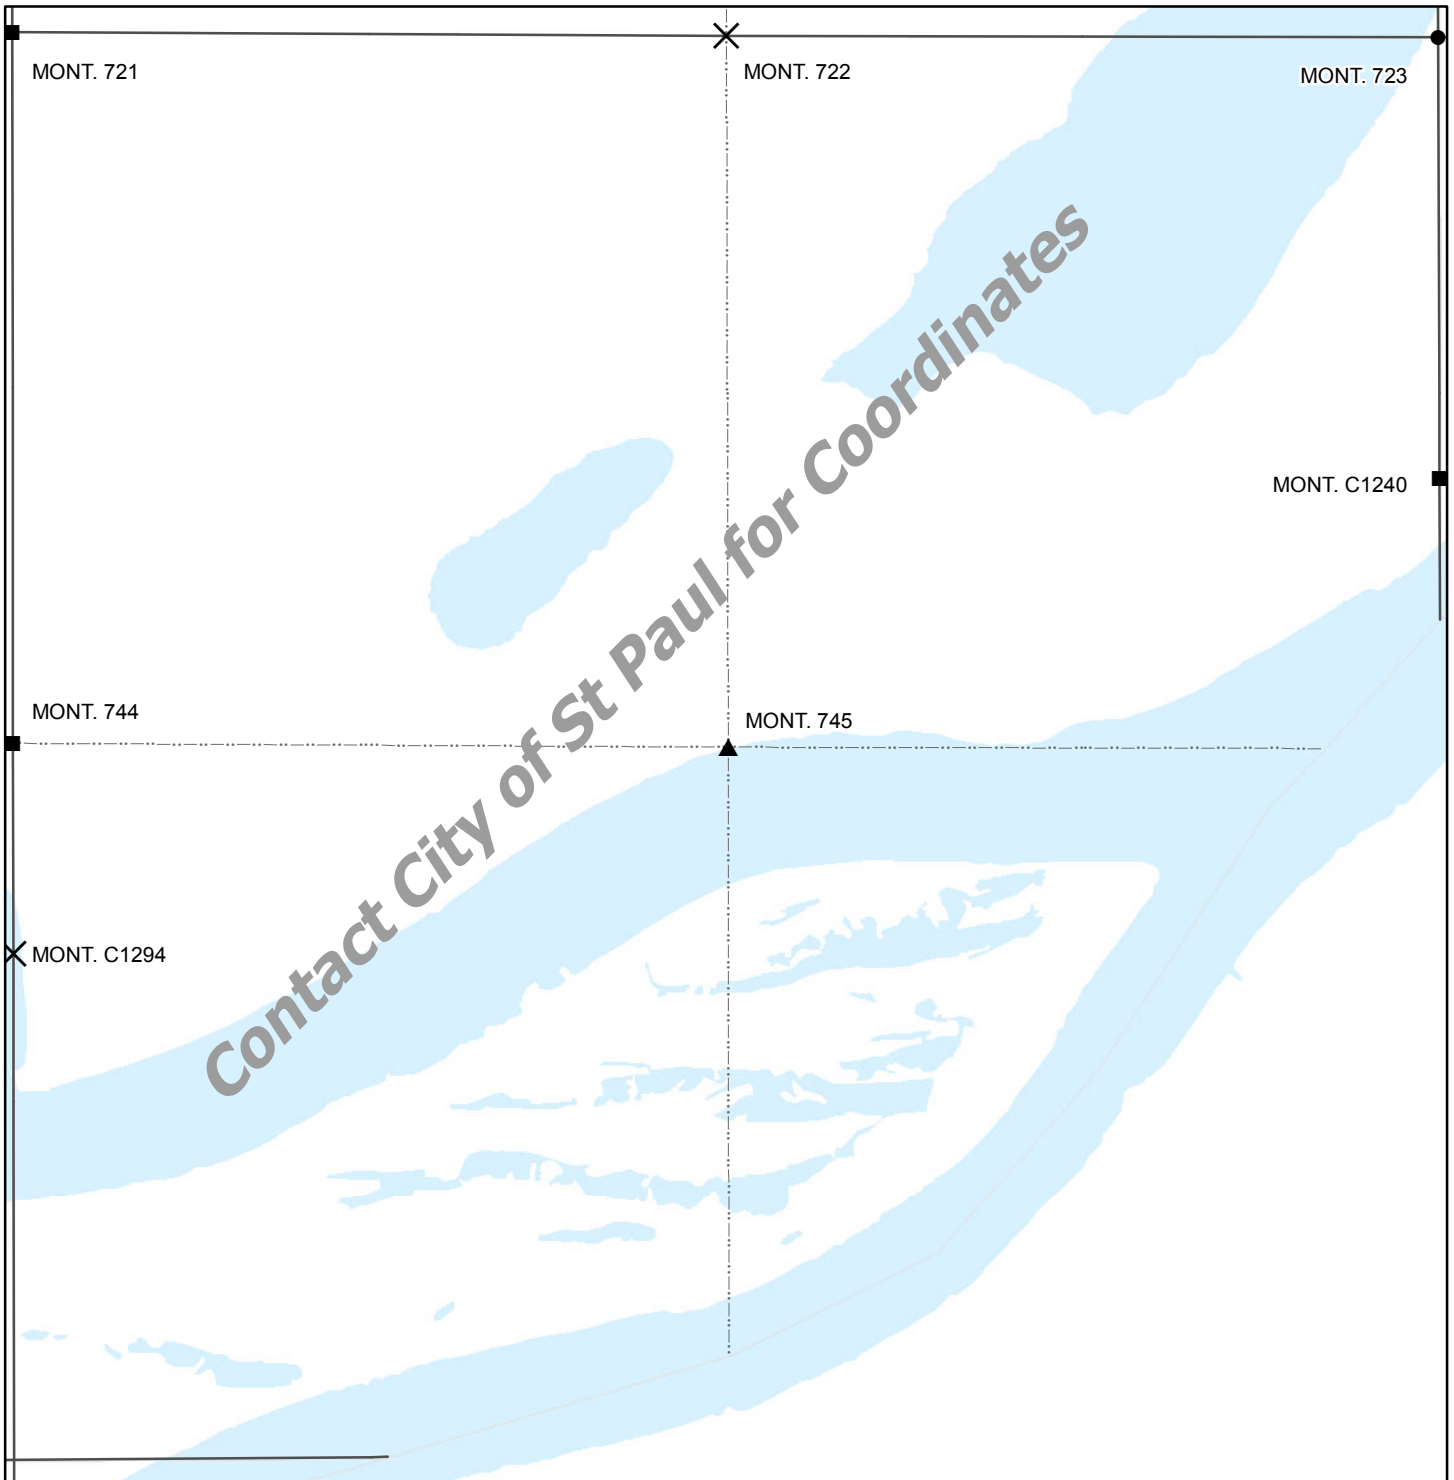 MONT. 721
MONT. 722
MONT. 723
Contact City of St Paul for Coordinates
MONT. C1240
MONT. 744
MONT. 745
MONT. C1294